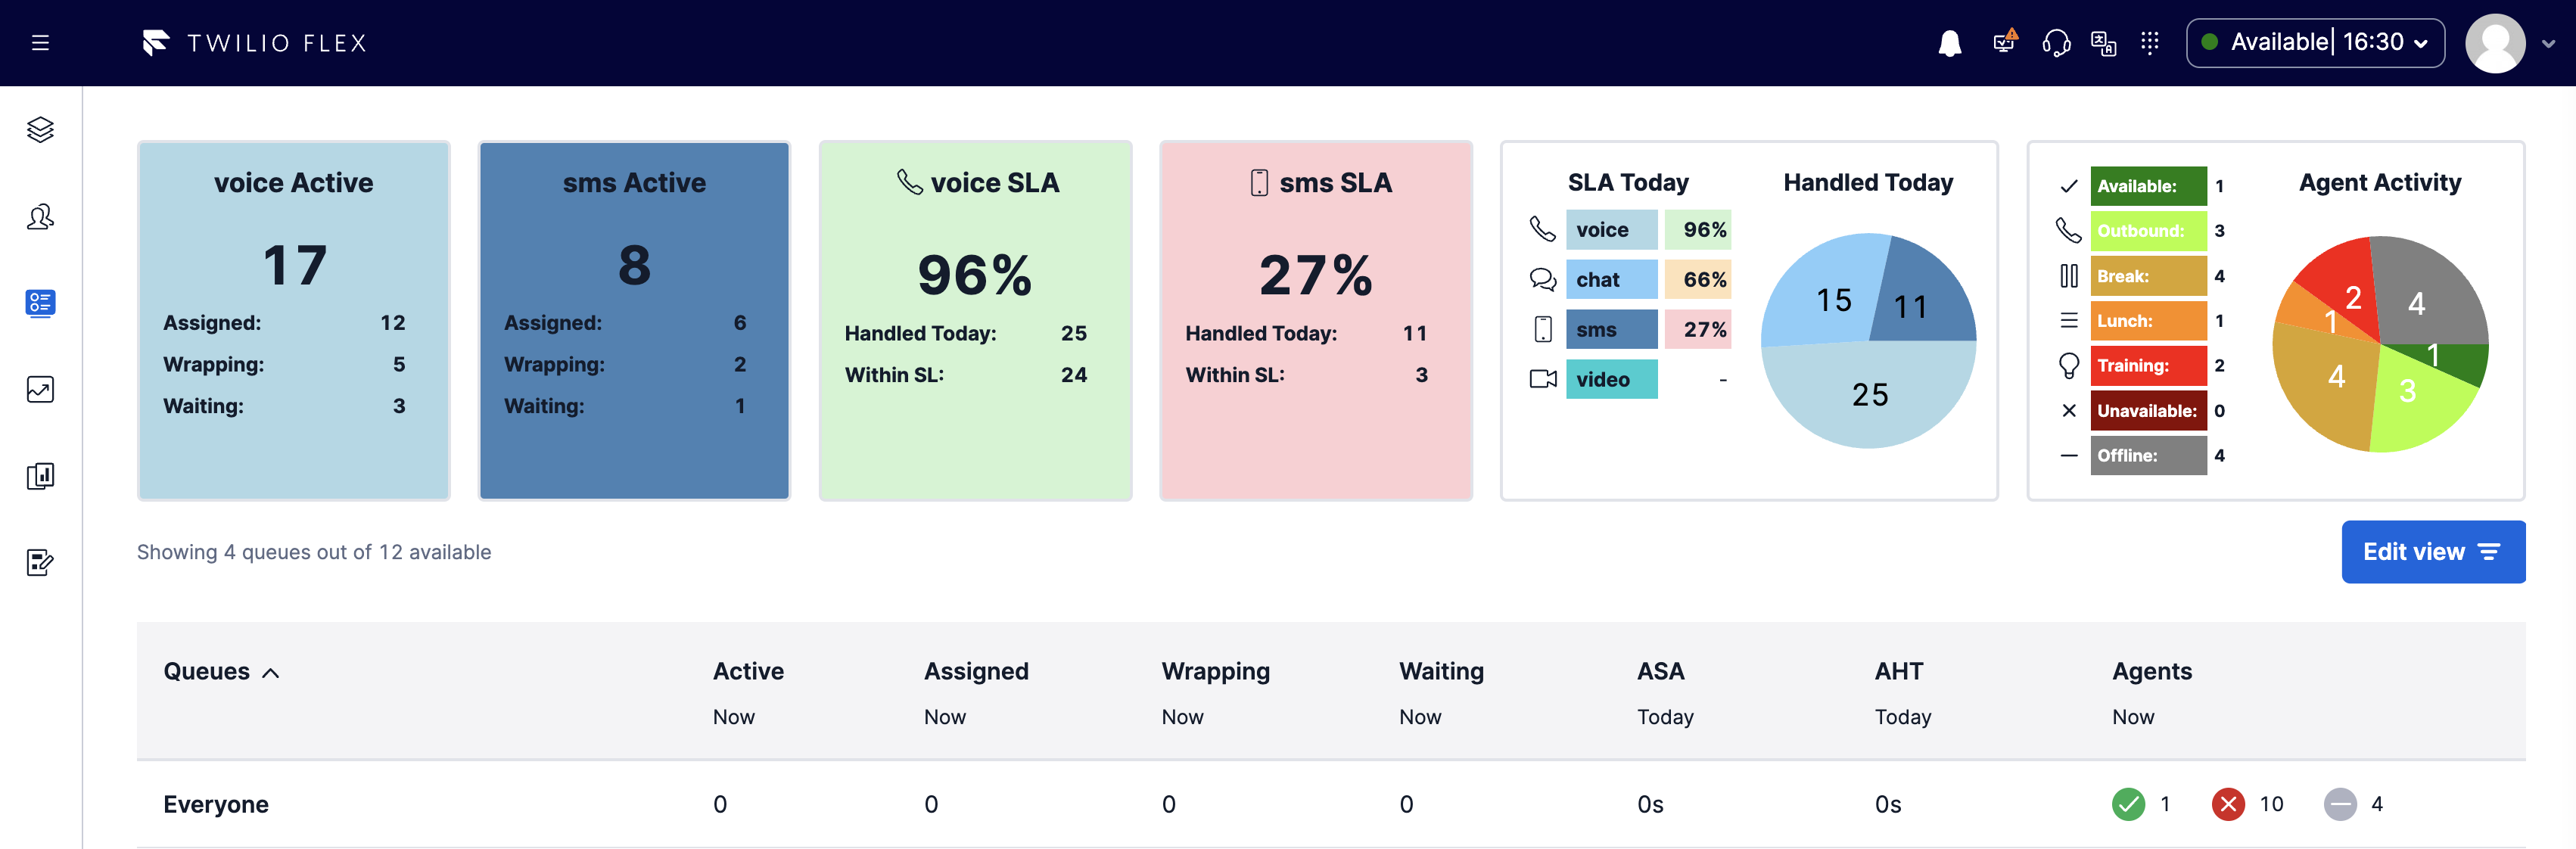 TWILIO FLEX
Available| 16:30
voice Active
17
Assigned: 12
Wrapping: 5
Waiting: 3
sms Active
8
Assigned: 6
Wrapping: 2
Waiting: 1
voice SLA
96%
Handled Today: 25
Within SL: 24
sms SLA
27%
Handled Today: 11
Within SL: 3
SLA Today
voice 96%
chat 66%
sms 27%
video -
Handled Today
15
11
25
Available: 1
Outbound: 3
Break: 4
Lunch: 1
Training: 2
Unavailable: 0
Offline: 4
Agent Activity
2
4
1
1
4
3
Showing 4 queues out of 12 available
Edit view
Queues Active Assigned Wrapping Waiting ASA AHT Agents
Now Now Now Now Today Today Now
Everyone 0 0 0 0 0s 0s 1 10 4